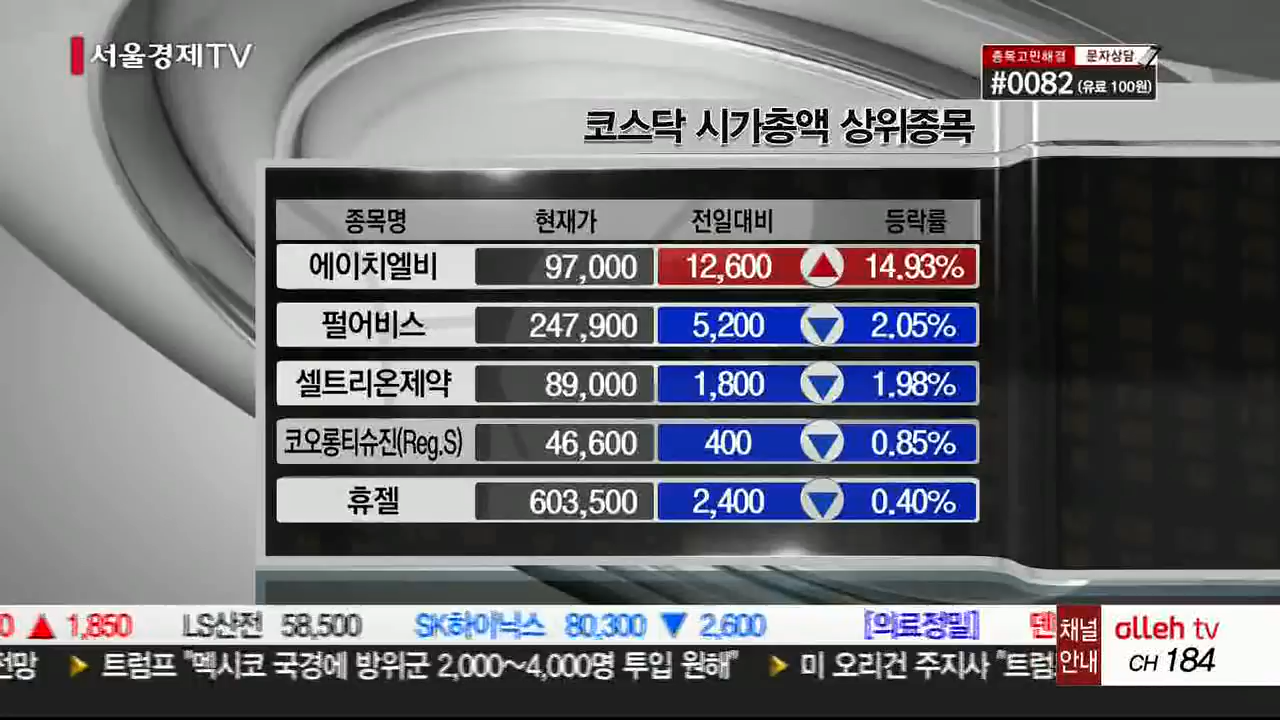 서울경제TV
종목고민해결 문자상담
#0082 (유료 100원)
코스닥 시가총액 상위종목
종목명 현재가 전일대비 등락률
에이치엘비 97,000 12,600 ▲ 14.93%
펄어비스 247,900 5,200 ▼ 2.05%
셀트리온제약 89,000 1,800 ▼ 1.98%
코오롱티슈진(Reg.S) 46,600 400 ▼ 0.85%
휴젤 603,500 2,400 ▼ 0.40%
0 ▲ 1,850 LS산전 58,500 SK하이닉스 80,300 ▼ 2,600 [의료정밀] 텐
전망 ▶ 트럼프 "멕시코 국경에 방위군 2,000~4,000명 투입 원해" ▶ 미 오리건 주지사 "트럼
채널안내
olleh tv
CH 184